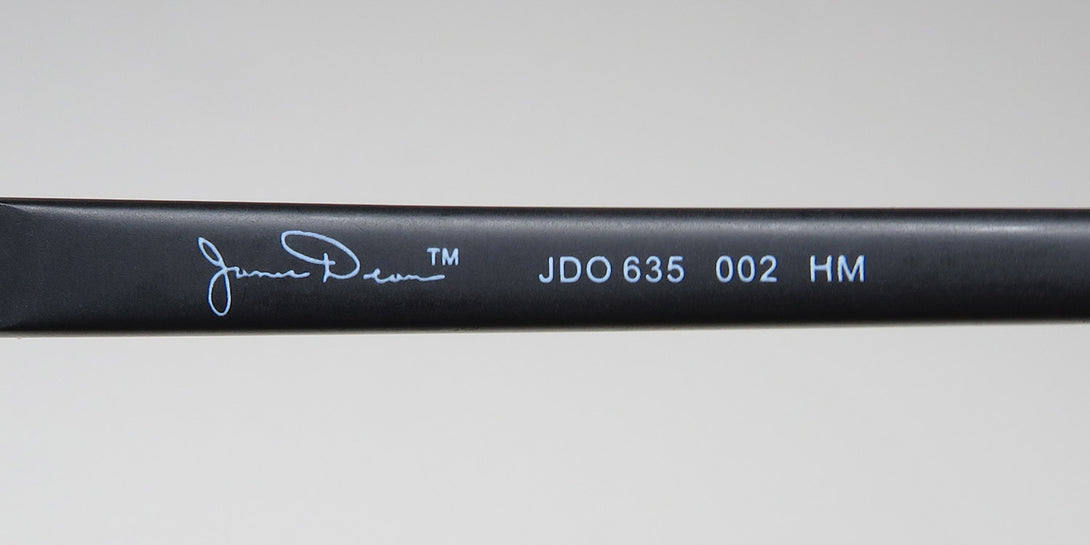 James Dean™ JDO 635 002 HM